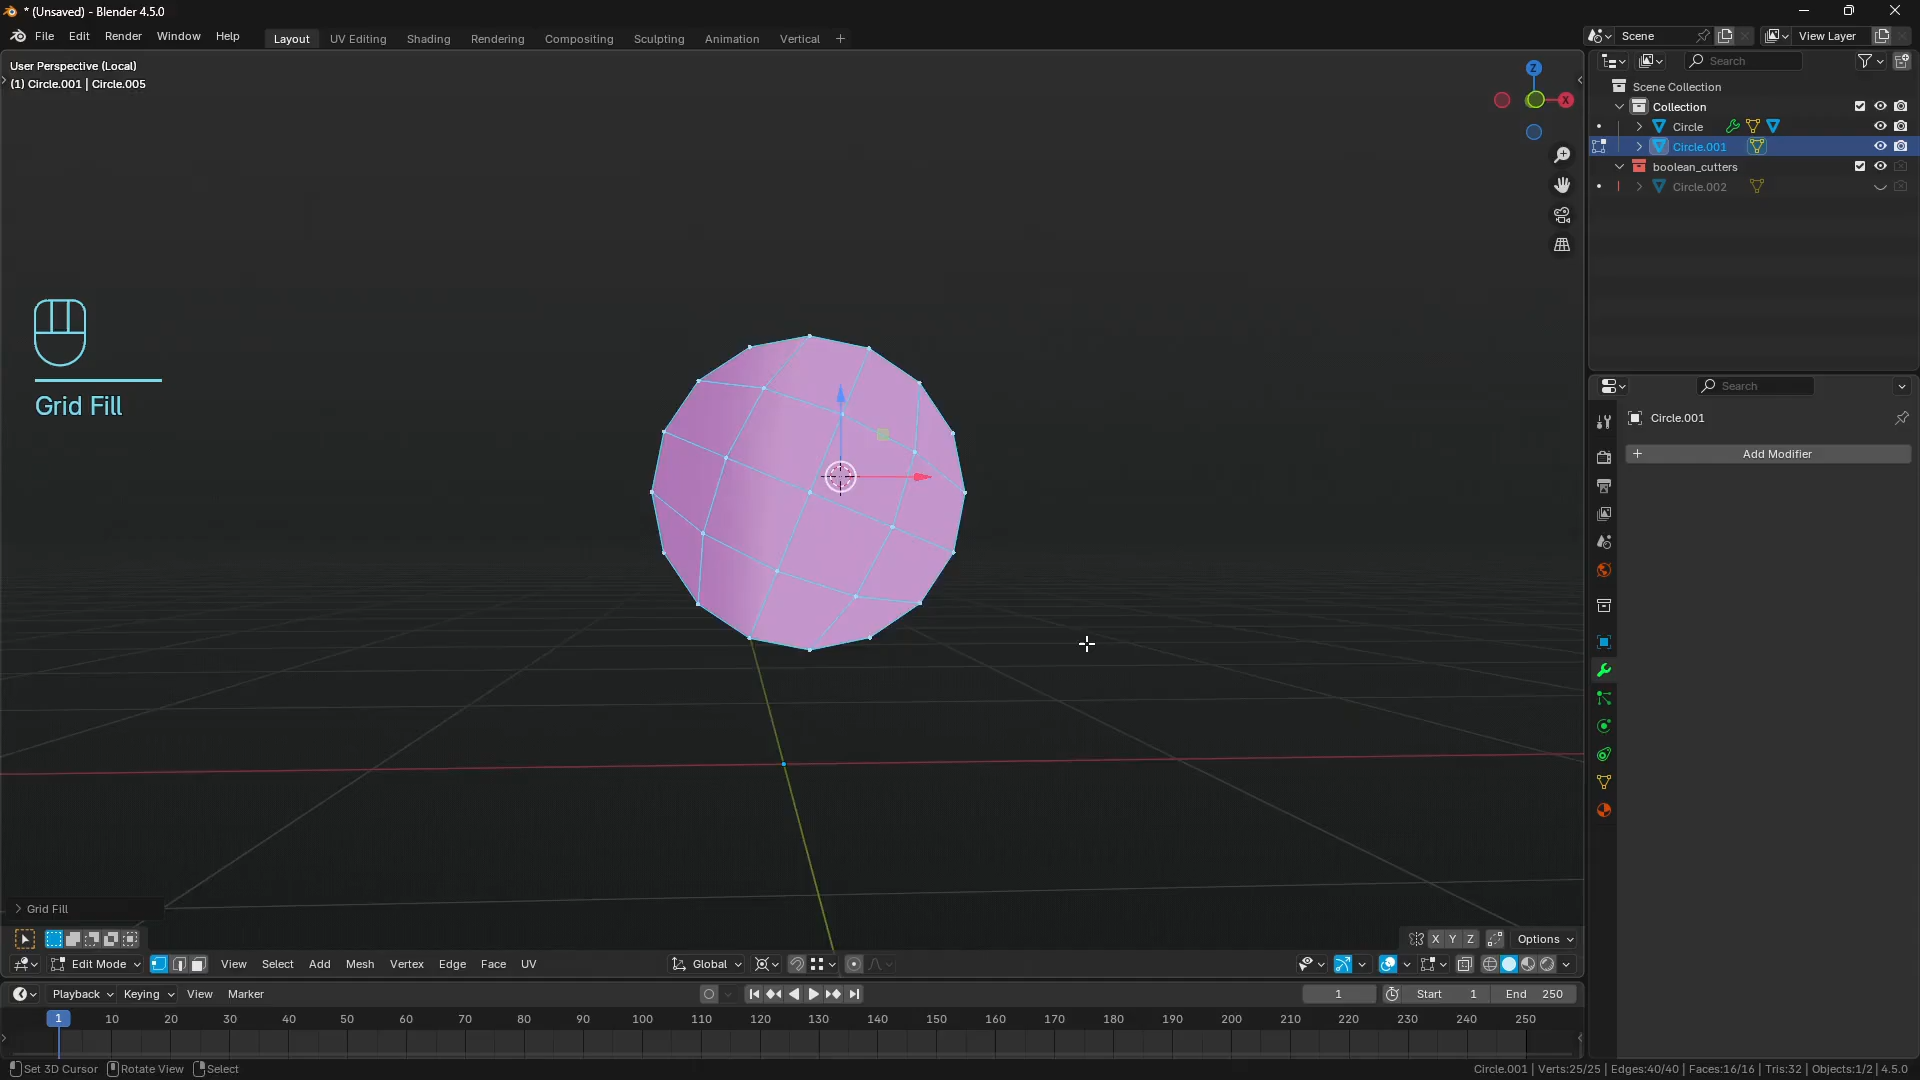 * (Unsaved) - Blender 4.5.0
File Edit Render Window Help Layout UV Editing Shading Rendering Compositing Sculpting Animation Vertical
Scene View Layer
User Perspective (Local)
(1) Circle.001 | Circle.005
Z
X
Search
Scene Collection
Collection
Circle
Circle.001
boolean_cutters
Circle.002
Grid Fill
Search
Circle.001
Add Modifier
Grid Fill
X Y Z Options
Edit Mode View Select Add Mesh Vertex Edge Face UV Global
Playback Keying View Marker 1 Start 1 End 250
1 10 20 30 40 50 60 70 80 90 100 110 120 130 140 150 160 170 180 190 200 210 220 230 240 250
Set 3D Cursor Rotate View Select Circle.001 | Verts:25/25 | Edges:40/40 | Faces:16/16 | Tris:32 | Objects:1/2 | 4.5.0